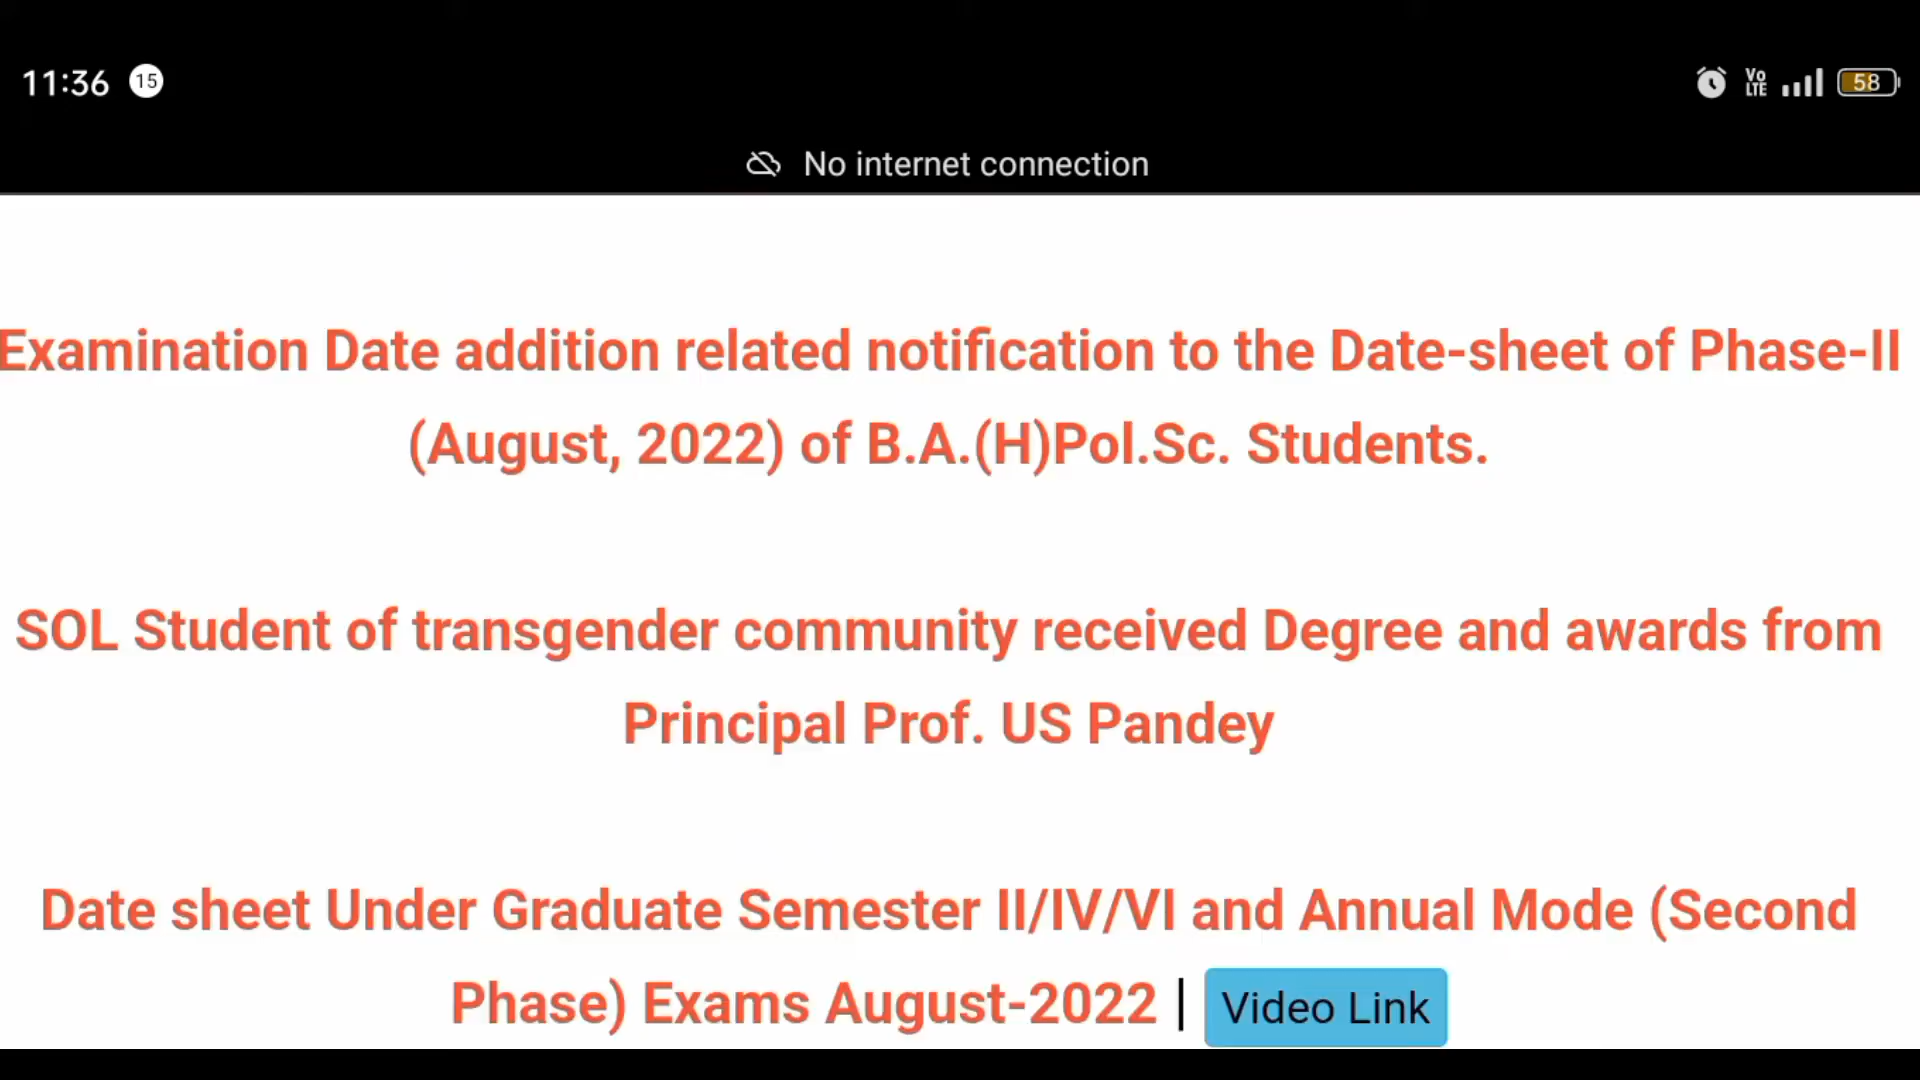 11:36 15 Vo LTE 58
No internet connection
Examination Date addition related notification to the Date-sheet of Phase-II
(August, 2022) of B.A.(H)Pol.Sc. Students.
SOL Student of transgender community received Degree and awards from
Principal Prof. US Pandey
Date sheet Under Graduate Semester II/IV/VI and Annual Mode (Second
Phase) Exams August-2022 | Video Link